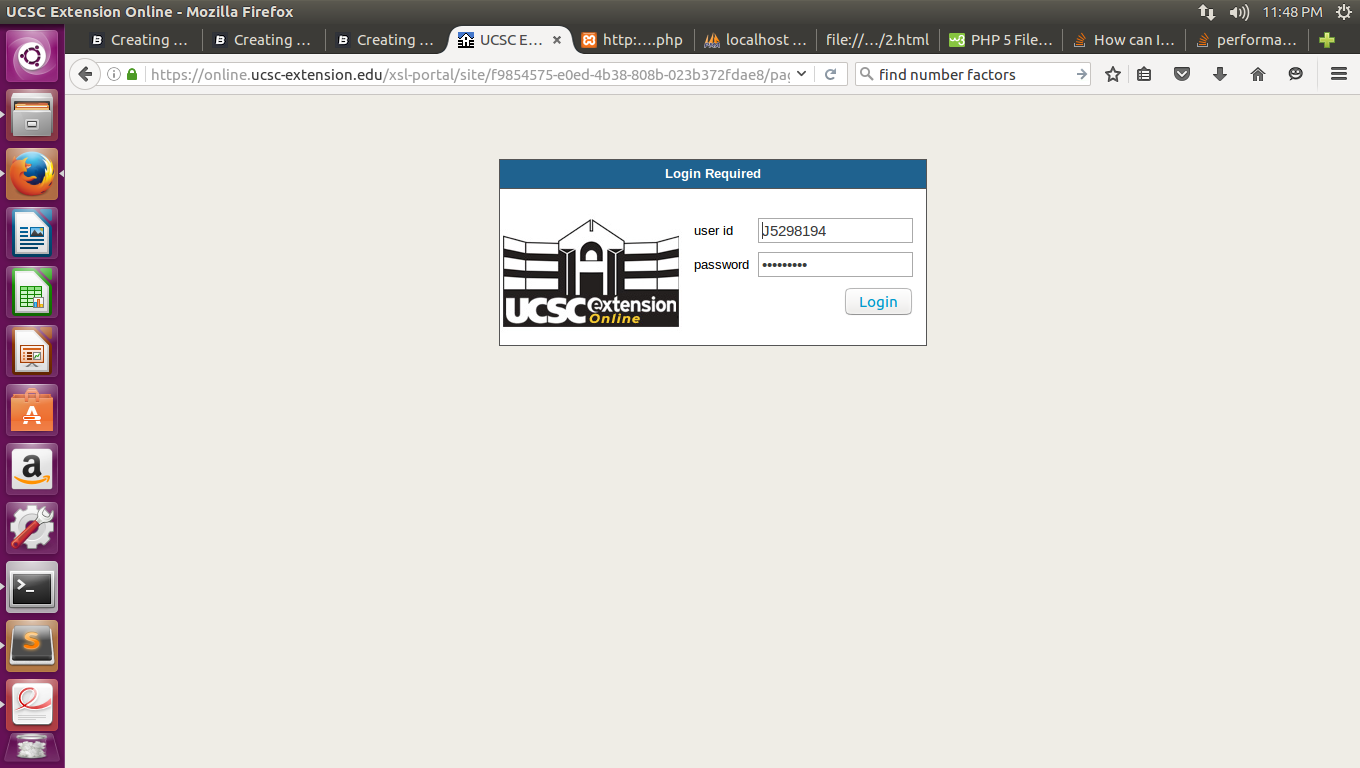 UCSC Extension Online - Mozilla Firefox
11:48 PM
Creating ...
Creating ...
Creating ...
UCSC E...
http:....php
localhost ...
file://.../2.html
PHP 5 File...
How can I...
performa...
https://online.ucsc-extension.edu/xsl-portal/site/f9854575-e0ed-4b38-808b-023b372fdae8/pag
find number factors
Login Required
user id
J5298194
password
•••••••••
Login
UCSC extension
Online